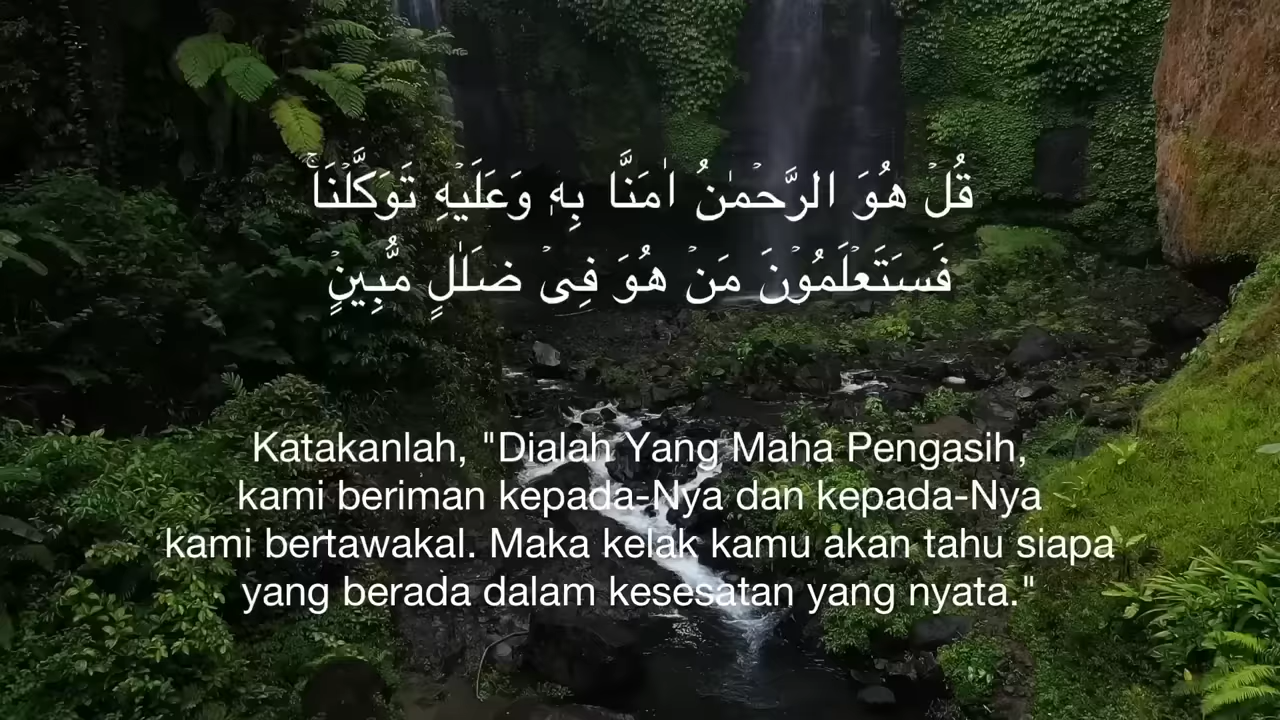 قُلْ هُوَ الرَّحْمٰنُ اٰمَنَّا بِهٖ وَعَلَيْهِ تَوَكَّلْنَاۚ
فَسَتَعْلَمُوْنَ مَنْ هُوَ فِيْ ضَلٰلٍ مُّبِيْنٍ
Katakanlah, "Dialah Yang Maha Pengasih,
kami beriman kepada-Nya dan kepada-Nya
kami bertawakal. Maka kelak kamu akan tahu siapa
yang berada dalam kesesatan yang nyata."